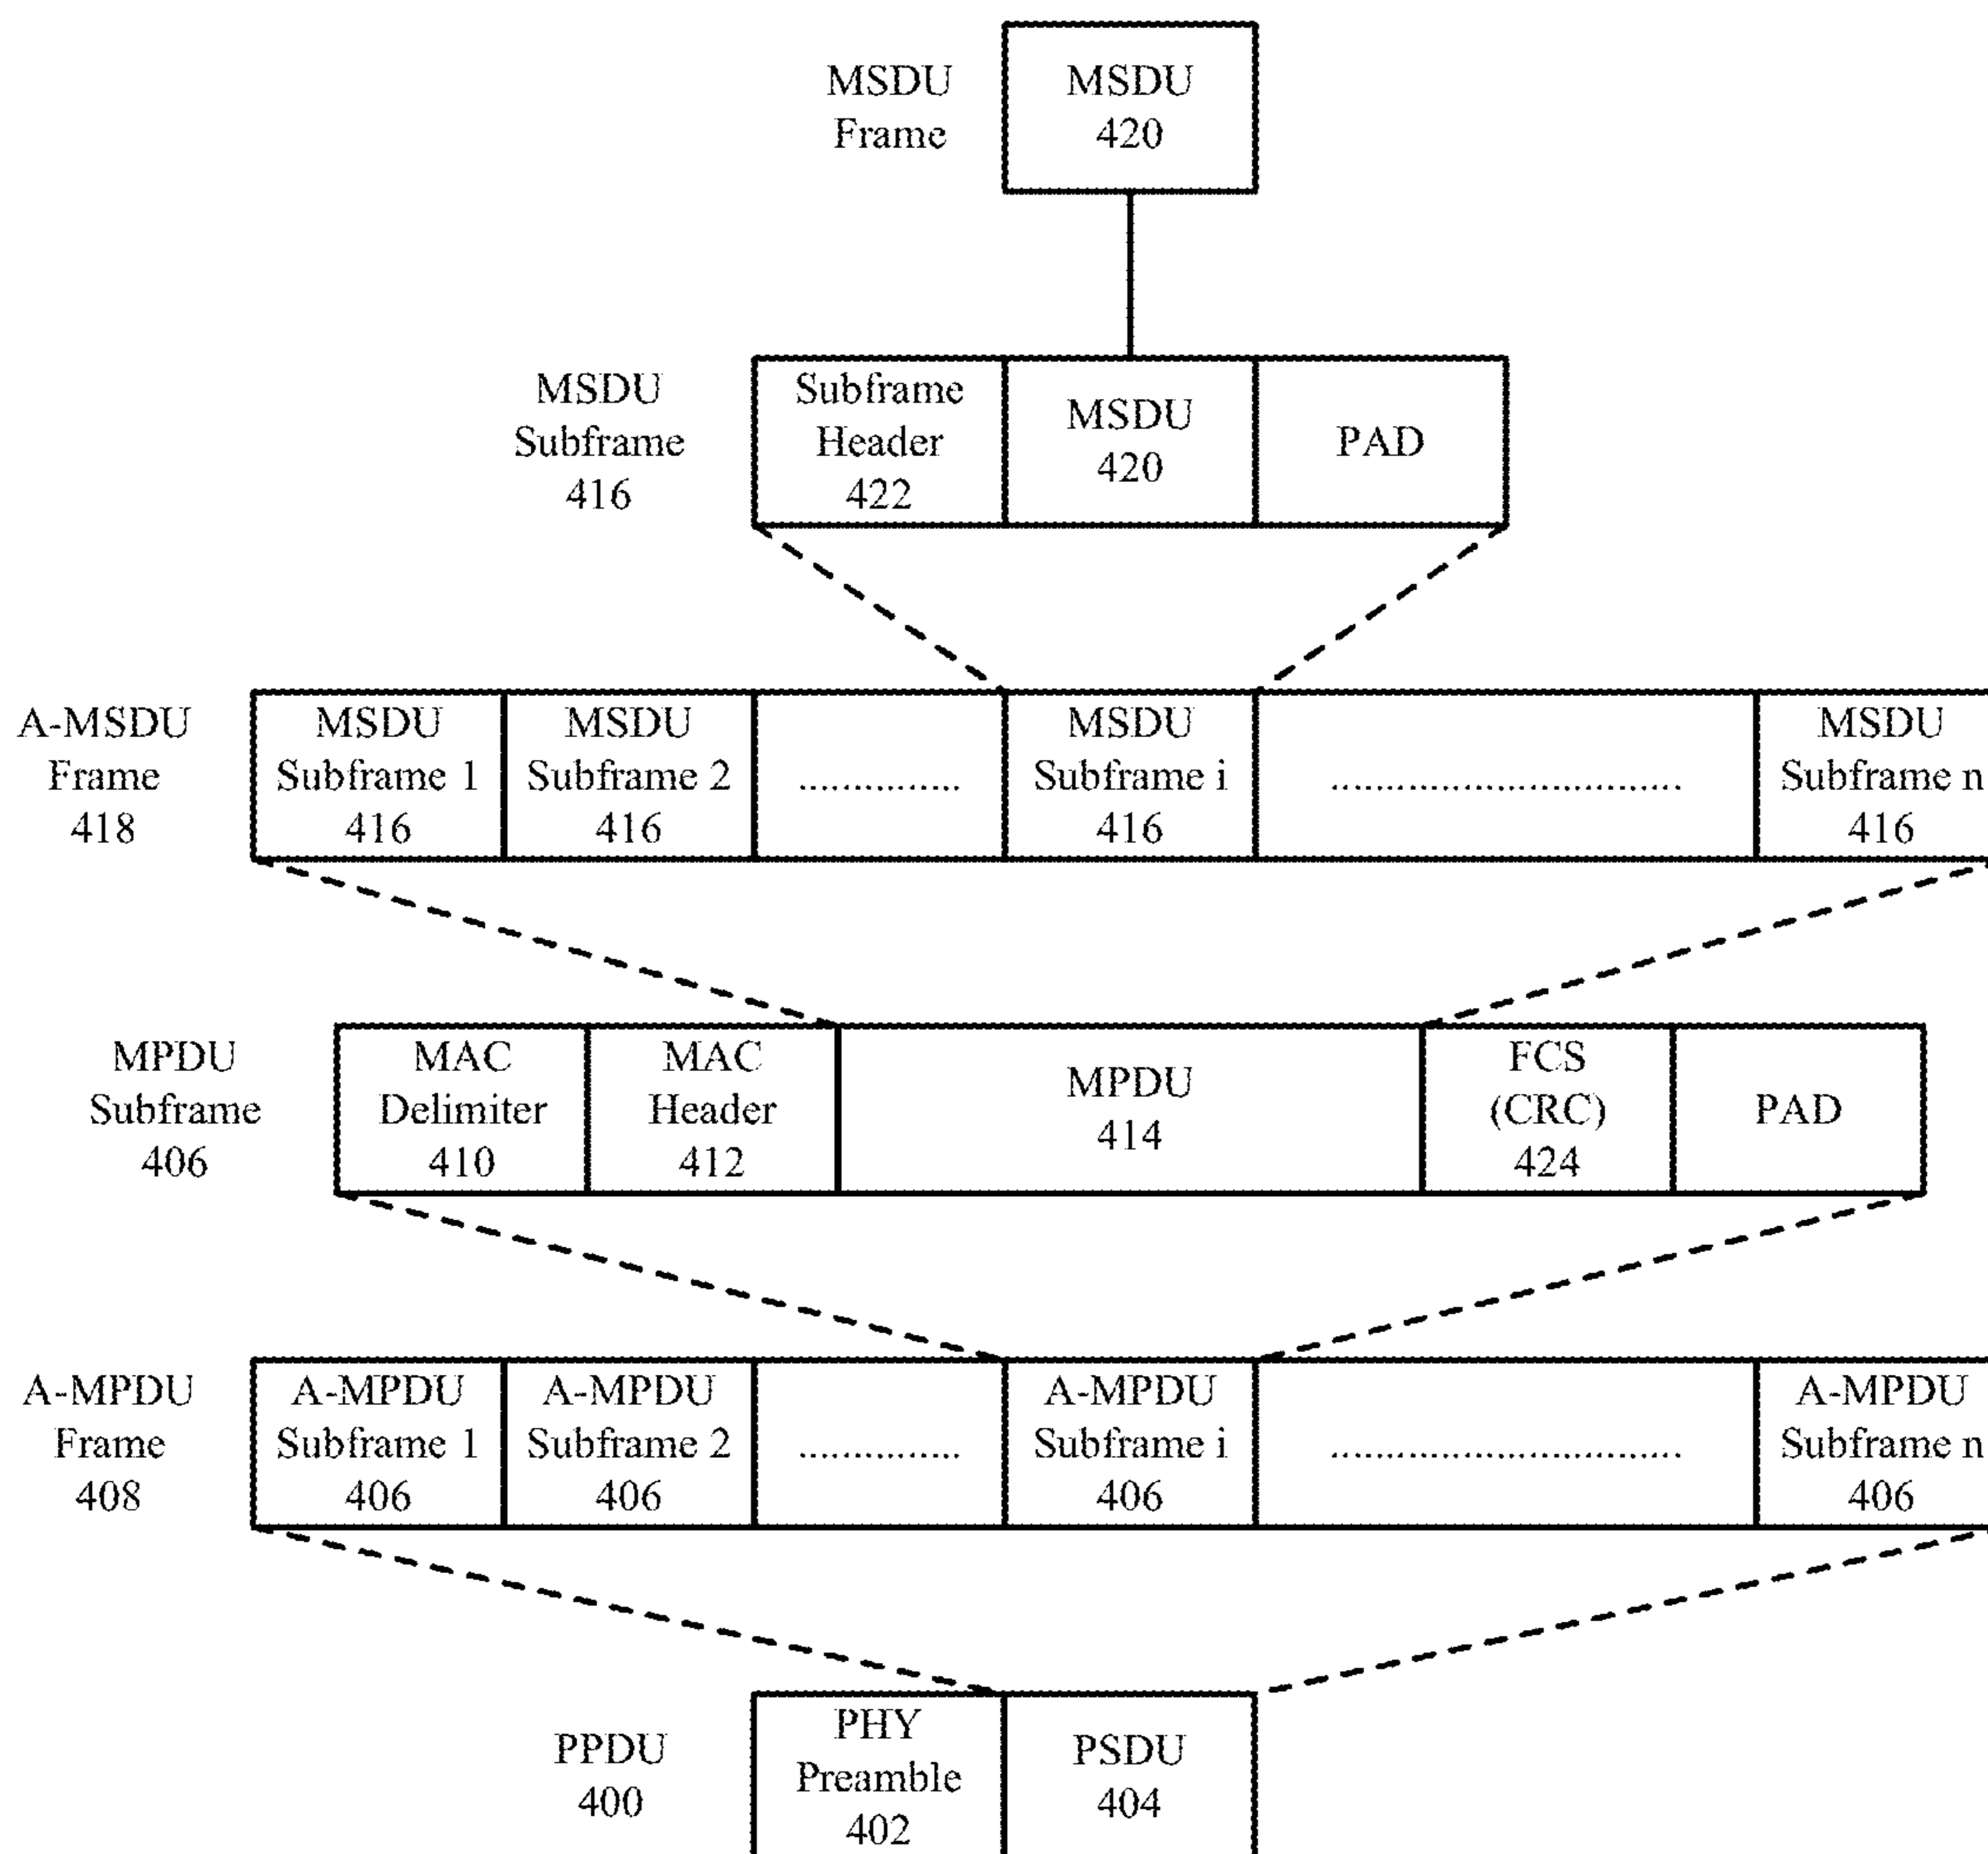 MSDU
Frame
MSDU
420
MSDU
Subframe
416
Subframe
Header
422
MSDU
420
PAD
A-MSDU
Frame
418
MSDU
Subframe 1
416
MSDU
Subframe 2
416
...............
MSDU
Subframe i
416
................................
MSDU
Subframe n
416
MPDU
Subframe
406
MAC
Delimiter
410
MAC
Header
412
MPDU
414
FCS
(CRC)
424
PAD
A-MPDU
Frame
408
A-MPDU
Subframe 1
406
A-MPDU
Subframe 2
406
...............
A-MPDU
Subframe i
406
................................
A-MPDU
Subframe n
406
PPDU
400
PHY
Preamble
402
PSDU
404